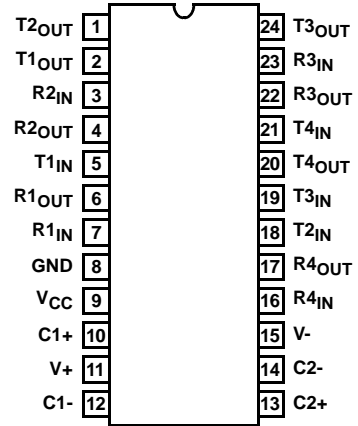 T2OUT 1 24 T3OUT
T1OUT 2 23 R3IN
R2IN 3 22 R3OUT
R2OUT 4 21 T4IN
T1IN 5 20 T4OUT
R1OUT 6 19 T3IN
R1IN 7 18 T2IN
GND 8 17 R4OUT
VCC 9 16 R4IN
C1+ 10 15 V-
V+ 11 14 C2-
C1- 12 13 C2+